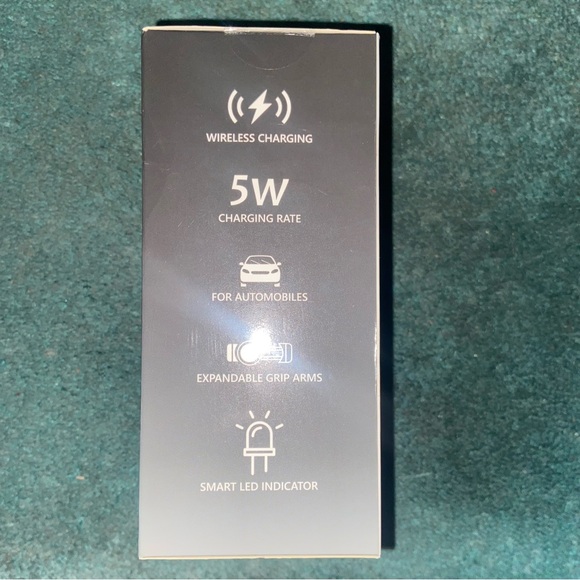 WIRELESS CHARGING
5W
CHARGING RATE
FOR AUTOMOBILES
EXPANDABLE GRIP ARMS
SMART LED INDICATOR